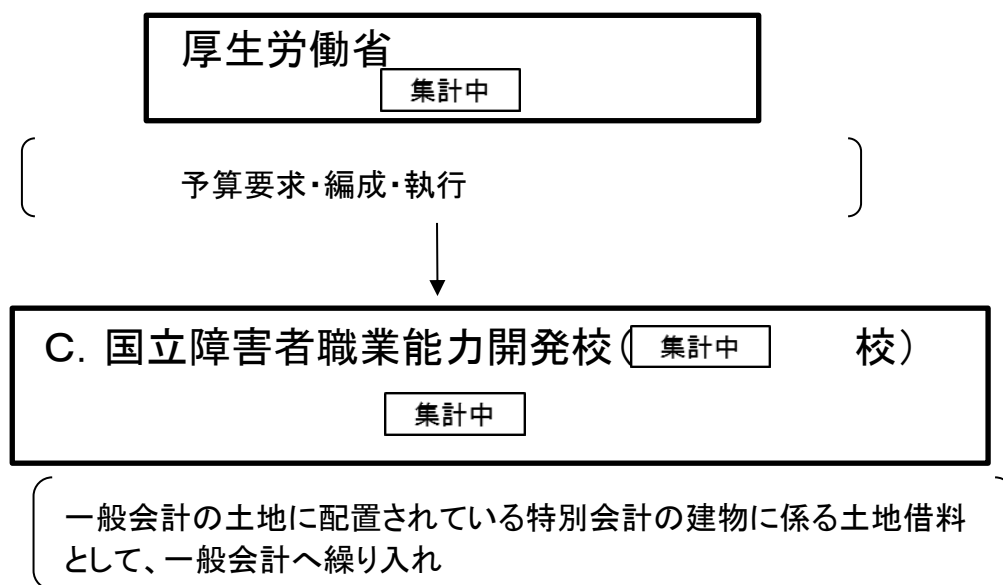 厚生労働省
集計中
予算要求・編成・執行
C．国立障害者職業能力開発校（ 集計中 校）
集計中
一般会計の土地に配置されている特別会計の建物に係る土地借料
として、一般会計へ繰り入れ